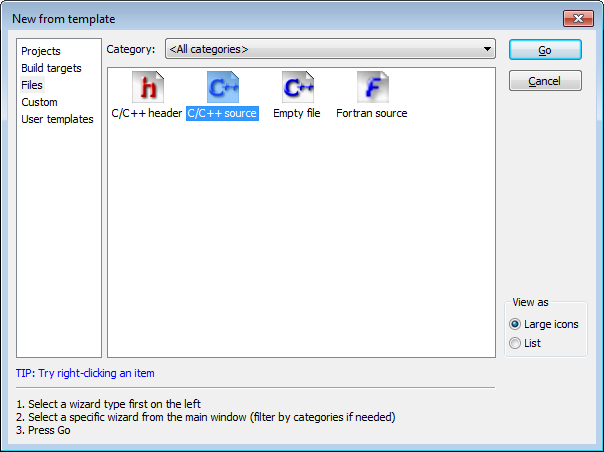 New from template
Projects
Build targets
Files
Custom
User templates
Category: <All categories>
C/C++ header C/C++ source Empty file Fortran source
Go
Cancel
View as
Large icons
List
TIP: Try right-clicking an item
1. Select a wizard type first on the left
2. Select a specific wizard from the main window (filter by categories if needed)
3. Press Go